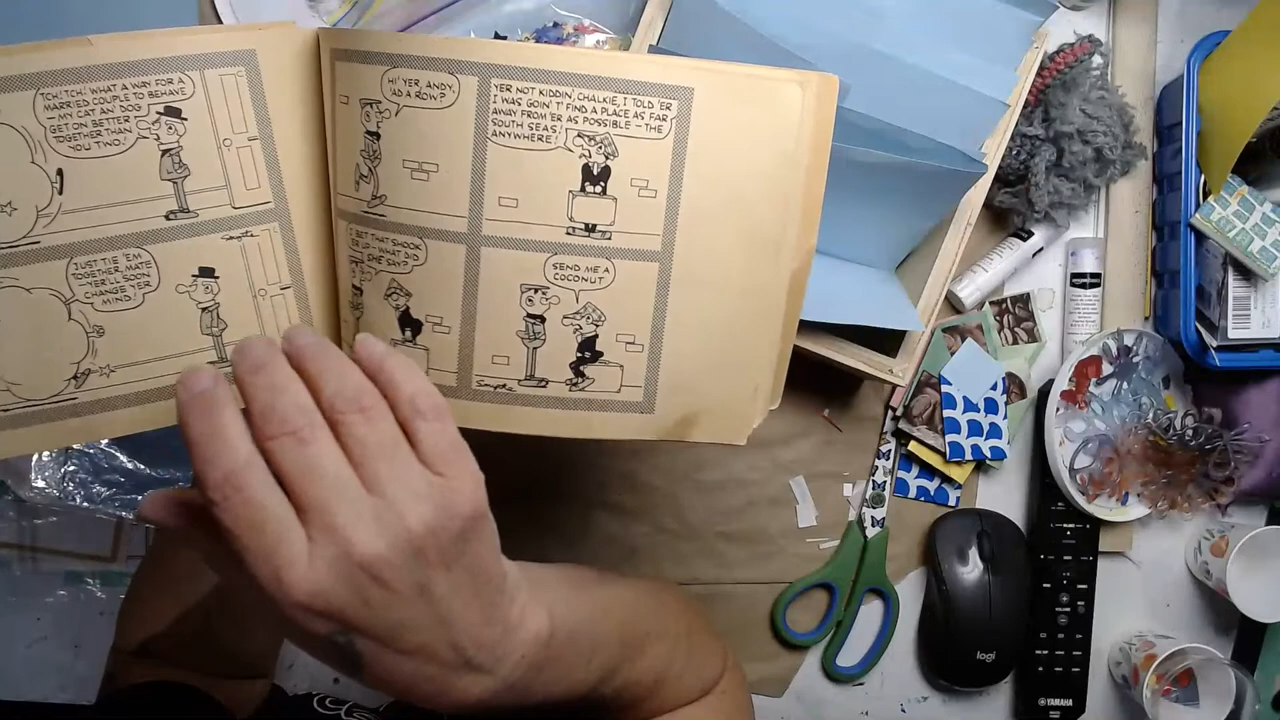 TCH! TCH! WHAT A WAY FOR A
MARRIED COUPLE TO BEHAVE
— MY CAT AN' DOG
GET ON BETTER
TOGETHER THAN
YOU TWO!
JUST TIE 'EM
TOGETHER, MATE
— YER'LL SOON
CHANGE YER
MIND!
HI' YER, ANDY,
'AD A ROW?
YER NOT KIDDIN', CHALKIE, I TOLD 'ER
I WAS GOIN' T' FIND A PLACE AS FAR
AWAY FROM 'ER AS POSSIBLE — THE
SOUTH SEAS!
ANYWHERE!
I BET THAT SHOOK
'ER UP — WHAT DID
SHE SAY?
SEND ME A
COCONUT
Smythe
logi
VOLUME
YAMAHA